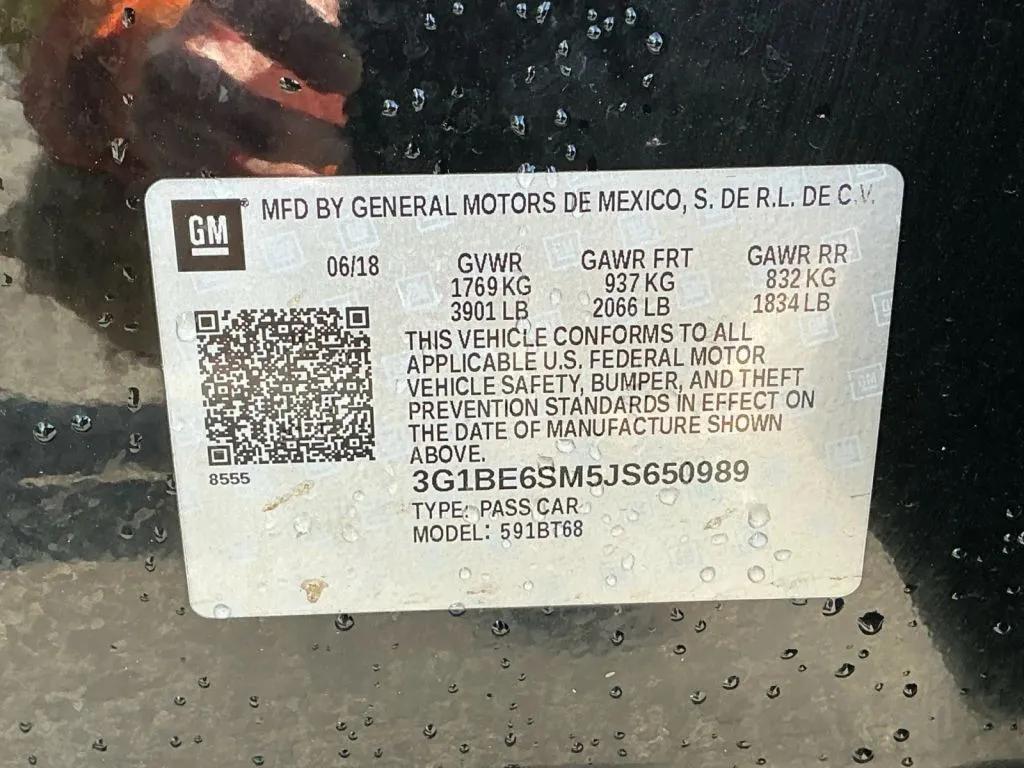 GM® MFD BY GENERAL MOTORS DE MEXICO, S. DE R.L. DE C.V.
06/18 GVWR GAWR FRT GAWR RR
1769 KG 937 KG 832 KG
3901 LB 2066 LB 1834 LB
THIS VEHICLE CONFORMS TO ALL
APPLICABLE U.S. FEDERAL MOTOR
VEHICLE SAFETY, BUMPER, AND THEFT
PREVENTION STANDARDS IN EFFECT ON
THE DATE OF MANUFACTURE SHOWN
ABOVE.
8555
3G1BE6SM5JS650989
TYPE: PASS CAR
MODEL: 591BT68